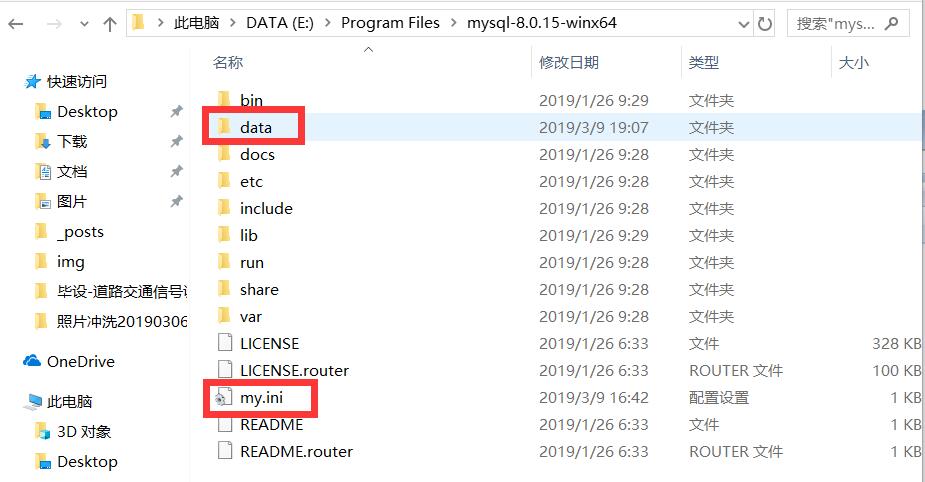 此电脑 > DATA (E:) > Program Files > mysql-8.0.15-winx64
搜索"mys...
名称 修改日期 类型 大小
快速访问
Desktop
下载
文档
图片
_posts
img
毕设-道路交通信号
照片冲洗20190306
OneDrive
此电脑
3D 对象
Desktop
bin 2019/1/26 9:29 文件夹
data 2019/3/9 19:07 文件夹
docs 2019/1/26 9:28 文件夹
etc 2019/1/26 9:28 文件夹
include 2019/1/26 9:28 文件夹
lib 2019/1/26 9:29 文件夹
run 2019/1/26 9:28 文件夹
share 2019/1/26 9:28 文件夹
var 2019/1/26 9:28 文件夹
LICENSE 2019/1/26 6:33 文件 328 KB
LICENSE.router 2019/1/26 6:33 ROUTER 文件 100 KB
my.ini 2019/3/9 16:42 配置设置 1 KB
README 2019/1/26 6:33 文件 1 KB
README.router 2019/1/26 6:33 ROUTER 文件 1 KB